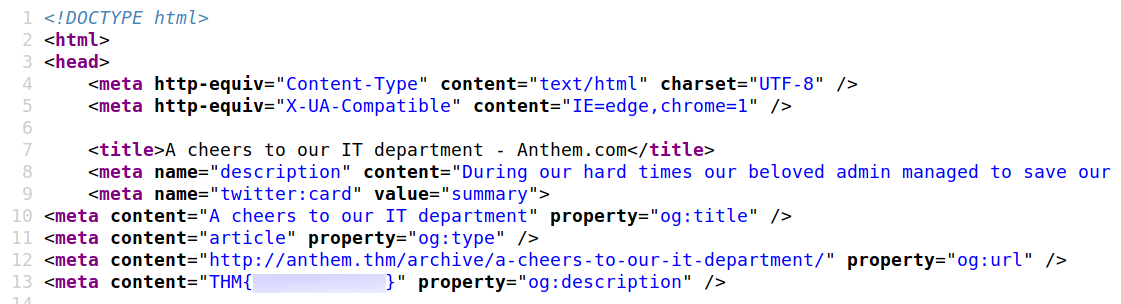 1 <!DOCTYPE html>
2 <html>
3 <head>
4 <meta http-equiv="Content-Type" content="text/html" charset="UTF-8" />
5 <meta http-equiv="X-UA-Compatible" content="IE=edge,chrome=1" />
6
7 <title>A cheers to our IT department - Anthem.com</title>
8 <meta name="description" content="During our hard times our beloved admin managed to save our
9 <meta name="twitter:card" value="summary">
10 <meta content="A cheers to our IT department" property="og:title" />
11 <meta content="article" property="og:type" />
12 <meta content="http://anthem.thm/archive/a-cheers-to-our-it-department/" property="og:url" />
13 <meta content="THM{ }" property="og:description" />
14